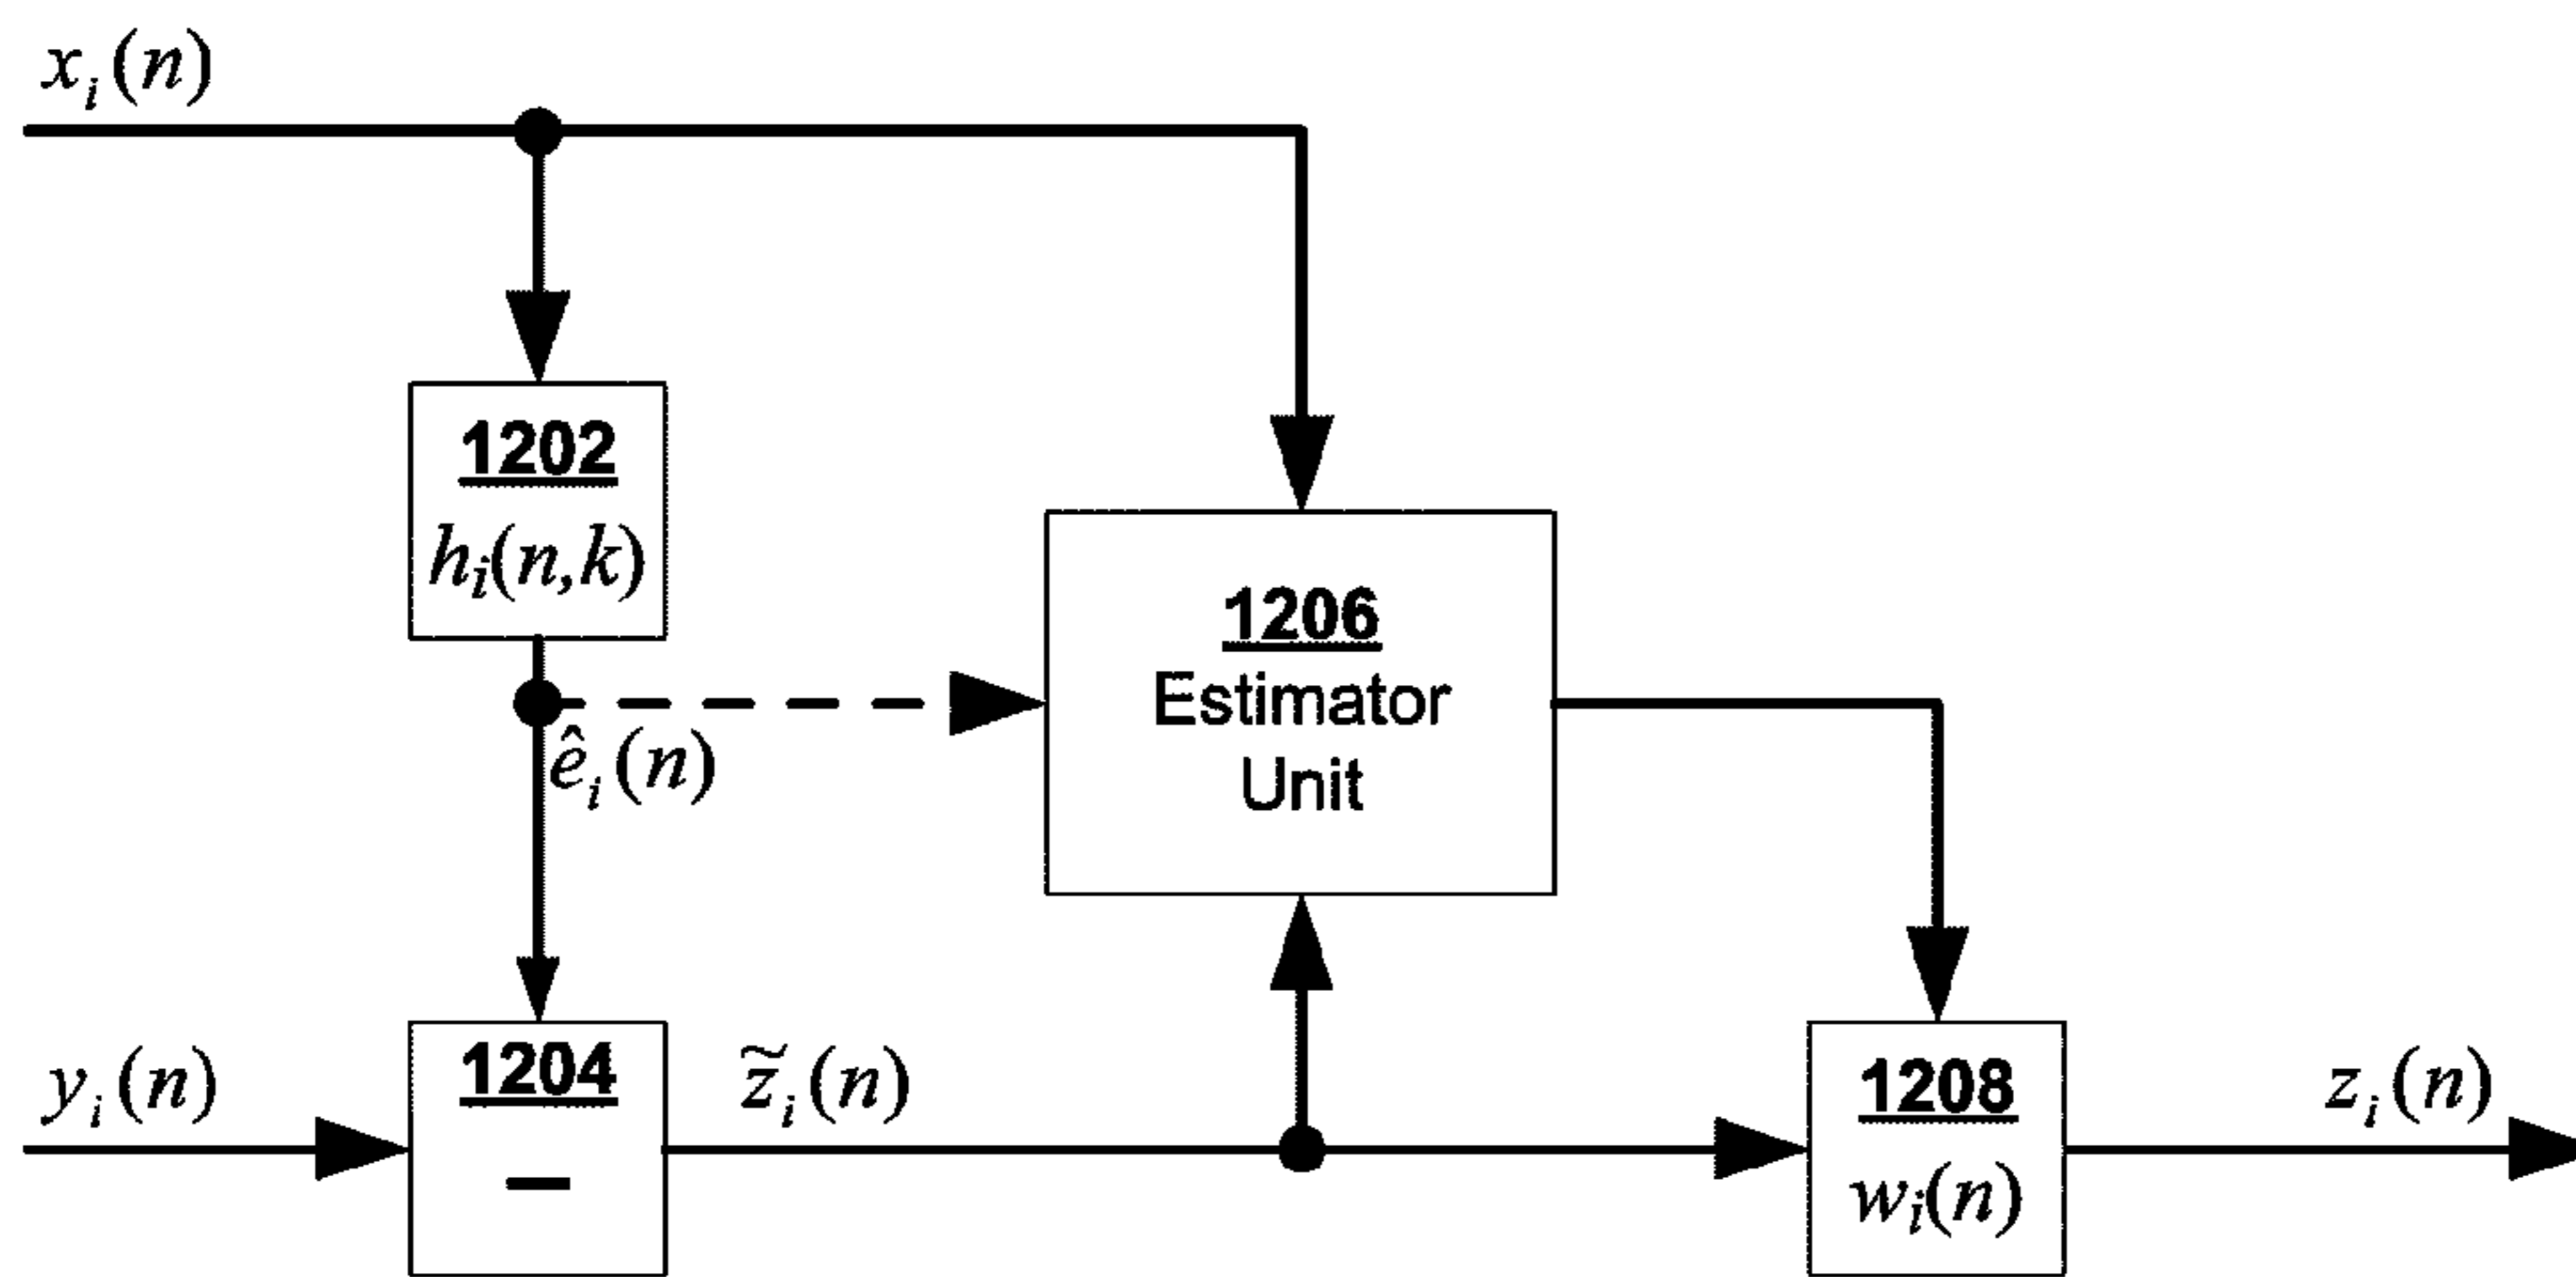 xᵢ(n)
1202
hᵢ(n,k)
1206
Estimator
Unit
êᵢ(n)
yᵢ(n)
1204
–
z̃ᵢ(n)
1208
wᵢ(n)
zᵢ(n)